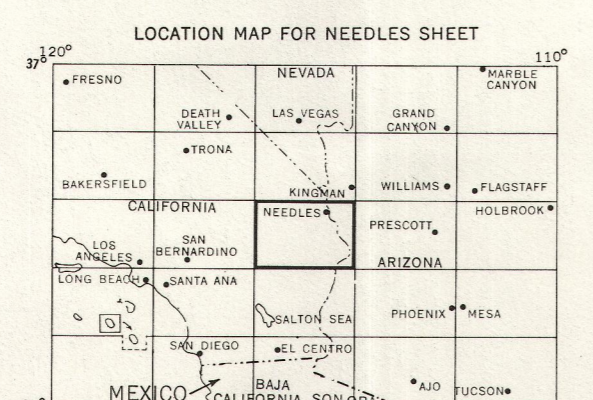 LOCATION MAP FOR NEEDLES SHEET
120°
110°
37°
FRESNO
NEVADA
MARBLE
CANYON
DEATH
VALLEY
LAS VEGAS
GRAND
CANYON
TRONA
BAKERSFIELD
KINGMAN
WILLIAMS
FLAGSTAFF
CALIFORNIA
NEEDLES
HOLBROOK
PRESCOTT
LOS
ANGELES
SAN
BERNARDINO
ARIZONA
LONG BEACH
SANTA ANA
SALTON SEA
PHOENIX
MESA
SAN DIEGO
EL CENTRO
MEXICO
BAJA
CALIFORNIA
AJO
TUCSON